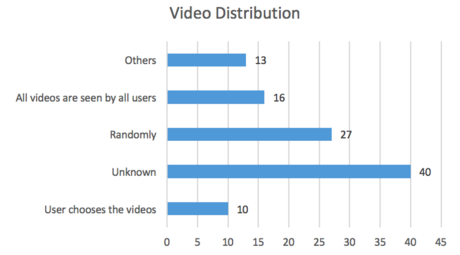 Video Distribution
Others 13
All videos are seen by all users 16
Randomly 27
Unknown 40
User chooses the videos 10
0 5 10 15 20 25 30 35 40 45